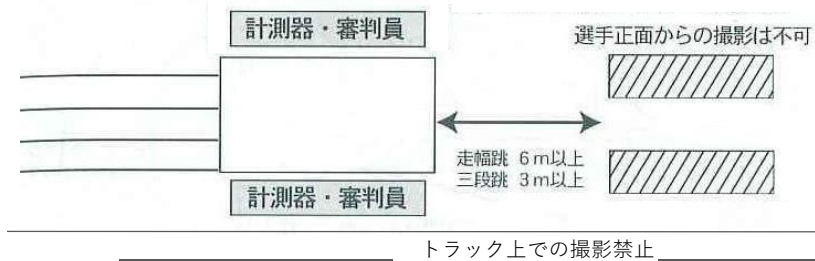 計測器・審判員
選手正面からの撮影は不可
走幅跳 6m以上
三段跳 3m以上
計測器・審判員
トラック上での撮影禁止